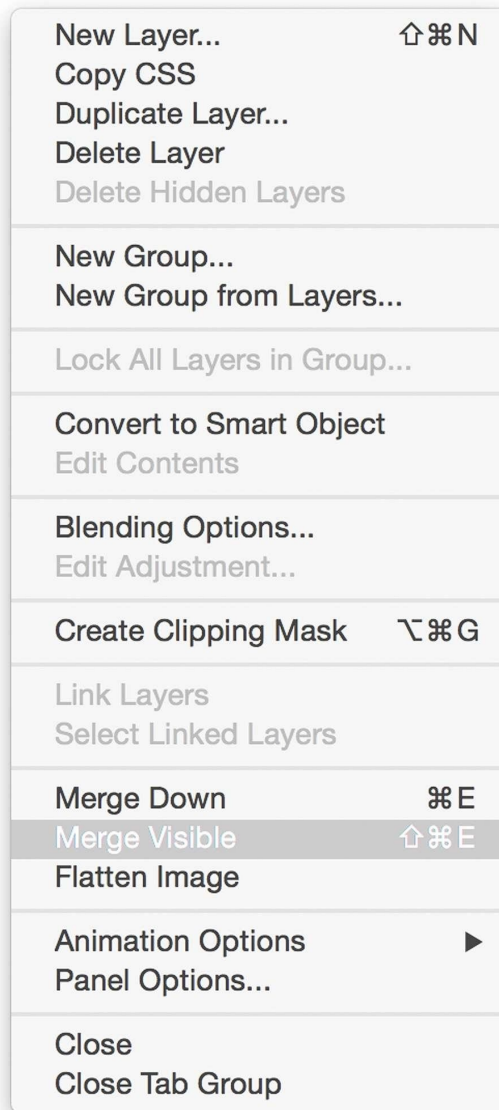 New Layer... ⇧⌘N
Copy CSS
Duplicate Layer...
Delete Layer
Delete Hidden Layers
New Group...
New Group from Layers...
Lock All Layers in Group...
Convert to Smart Object
Edit Contents
Blending Options...
Edit Adjustment...
Create Clipping Mask ⌥⌘G
Link Layers
Select Linked Layers
Merge Down ⌘E
Merge Visible ⇧⌘E
Flatten Image
Animation Options ▶
Panel Options...
Close
Close Tab Group